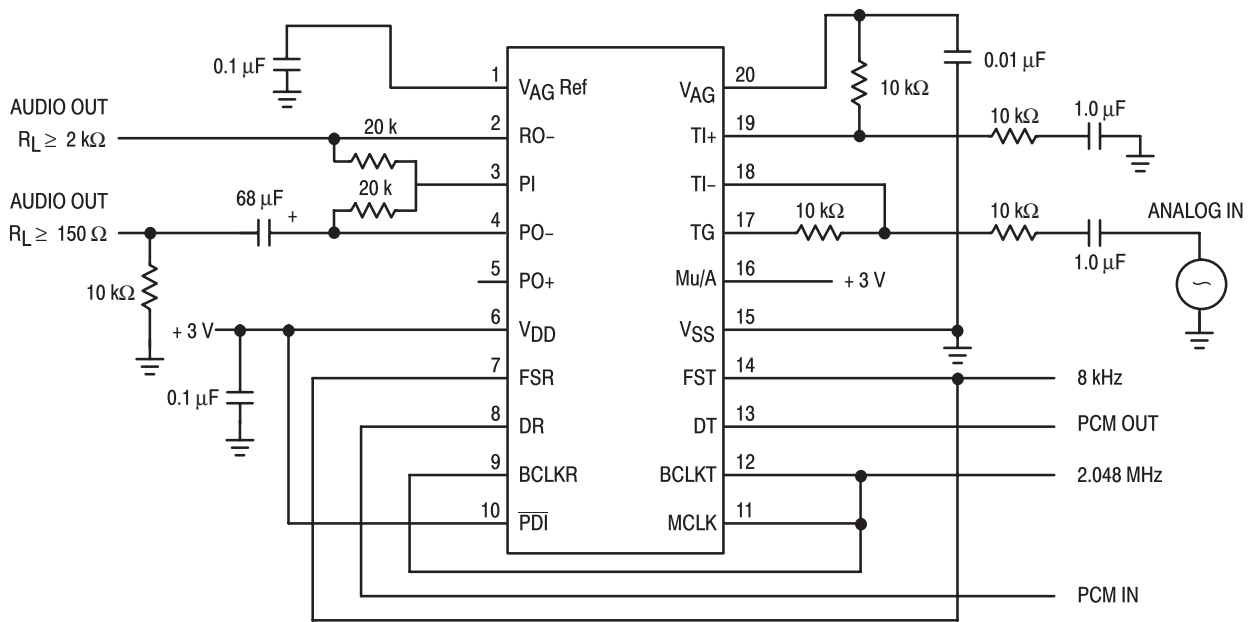 0.1 µF
0.01 µF
10 kΩ
10 kΩ
1.0 µF
AUDIO OUT
RL ≥ 2 kΩ
20 k
20 k
AUDIO OUT
RL ≥ 150 Ω
68 µF
+
10 kΩ
+ 3 V
0.1 µF
1 VAG Ref
2 RO–
3 PI
4 PO–
5 PO+
6 VDD
7 FSR
8 DR
9 BCLKR
10 PDI
VAG 20
TI+ 19
TI– 18
TG 17
Mu/A 16
VSS 15
FST 14
DT 13
BCLKT 12
MCLK 11
10 kΩ
10 kΩ
1.0 µF
ANALOG IN
+ 3 V
8 kHz
PCM OUT
2.048 MHz
PCM IN